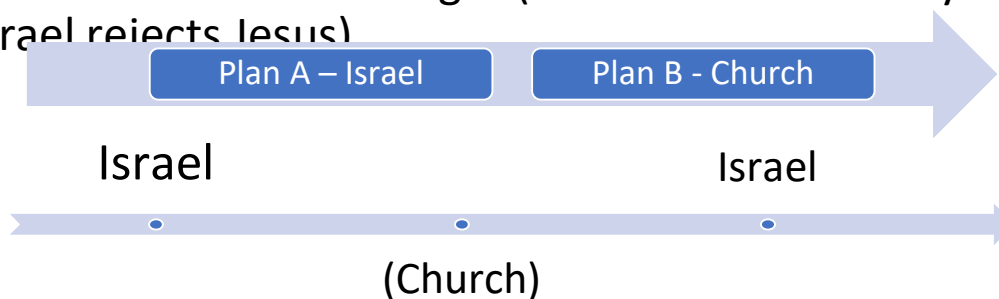 rael rejects Jesus)
Plan A – Israel Plan B - Church
Israel Israel
(Church)